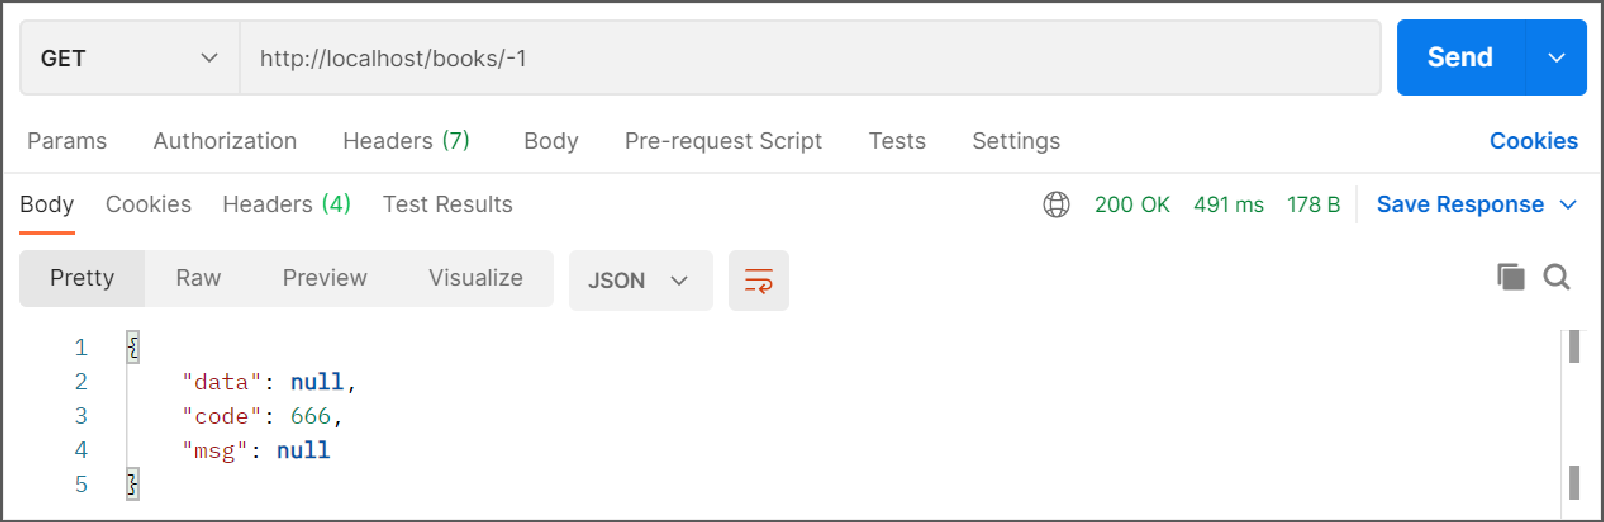 GET http://localhost/books/-1 Send
Params Authorization Headers (7) Body Pre-request Script Tests Settings Cookies
Body Cookies Headers (4) Test Results 200 OK 491 ms 178 B Save Response
Pretty Raw Preview Visualize JSON
1 {
2 "data": null,
3 "code": 666,
4 "msg": null
5 }